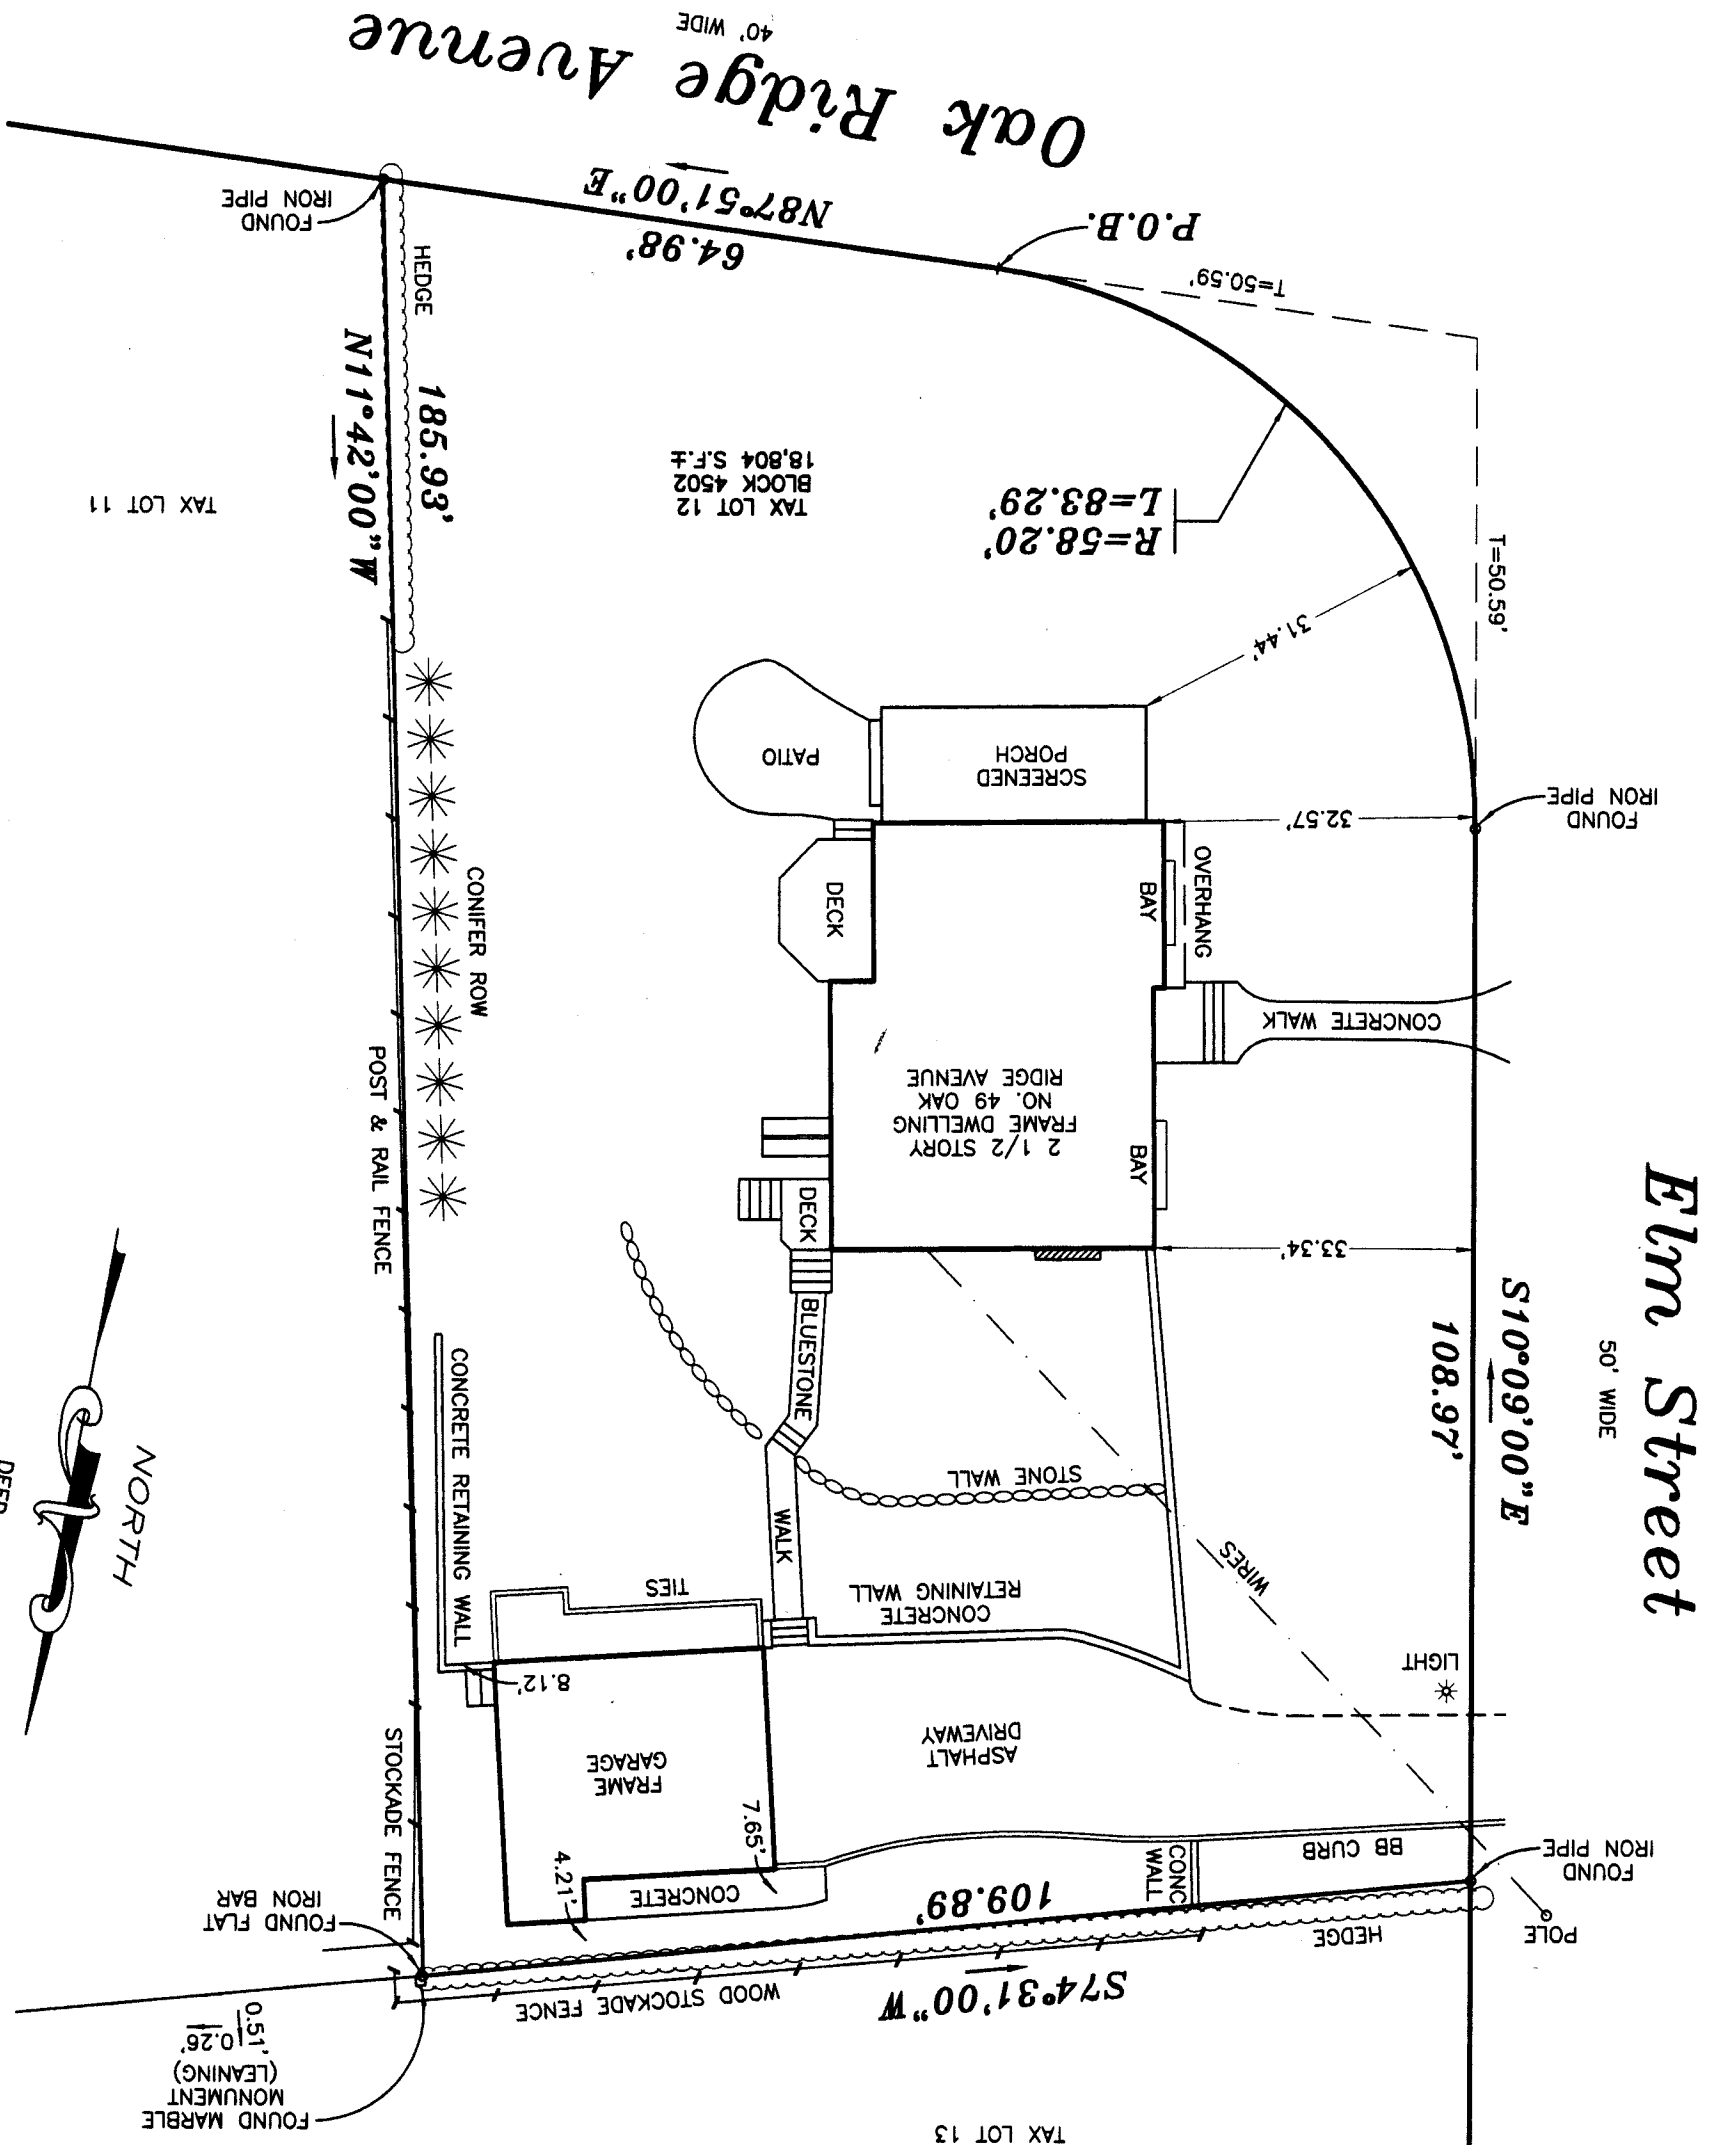 Oak Ridge Avenue
40' WIDE
N87°51'00"E
64.98'
P.O.B.
T=50.59'
T=50.59'
R=58.20'
L=83.29'
FOUND
IRON PIPE
HEDGE
185.93'
N11°42'00"W
TAX LOT 11
TAX LOT 12
BLOCK 4502
18,804 S.F.±
31.44'
SCREENED
PORCH
PATIO
DECK
32.57'
OVERHANG
BAY
FOUND
IRON PIPE
CONCRETE WALK
2 1/2 STORY
FRAME DWELLING
NO. 49 OAK
RIDGE AVENUE
BAY
33.34'
DECK
CONIFER ROW
POST & RAIL FENCE
Elm Street
50' WIDE
S10°09'00"E
108.97'
BLUESTONE
WALK
STONE WALL
WIRES
CONCRETE
RETAINING WALL
TIES
CONCRETE RETAINING WALL
8.12'
FRAME
GARAGE
7.65'
4.21'
CONCRETE
ASPHALT
DRIVEWAY
LIGHT
BB CURB
CONC
WALL
FOUND
IRON PIPE
POLE
HEDGE
109.89'
S74°31'00"W
WOOD STOCKADE FENCE
STOCKADE FENCE
FOUND FLAT
IRON BAR
FOUND MARBLE
MONUMENT
(LEANING)
0.51'
0.26'
TAX LOT 13
NORTH